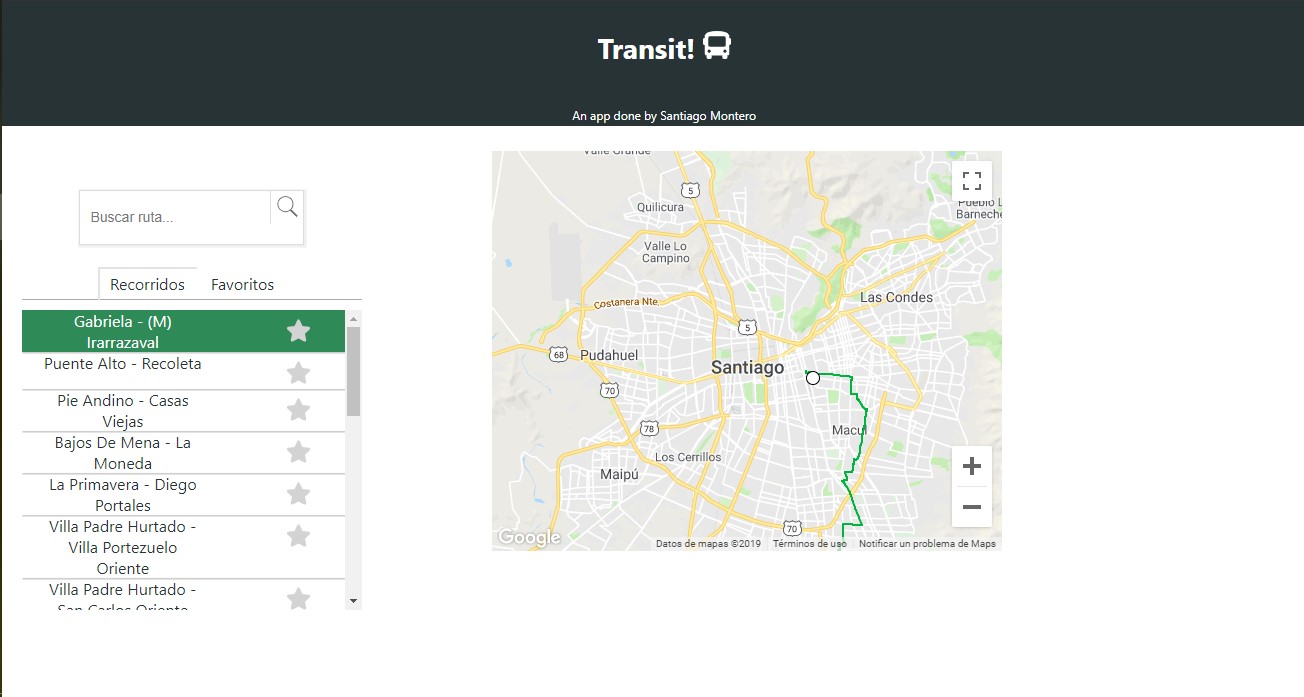 Transit!
An app done by Santiago Montero
Buscar ruta...
Recorridos
Favoritos
Gabriela - (M)
Irarrazaval
Puente Alto - Recoleta
Pie Andino - Casas
Viejas
Bajos De Mena - La
Moneda
La Primavera - Diego
Portales
Villa Padre Hurtado -
Villa Portezuelo
Oriente
Villa Padre Hurtado -
San Carlos Oriente
Valle Grande
5
Quilicura
Pueblo L
Barneche
Valle Lo
Campino
Costanera Nte.
Las Condes
5
68
Pudahuel
Santiago
70
78
Macul
Los Cerrillos
Maipú
70
Google
Datos de mapas ©2019
Términos de uso
Notificar un problema de Maps